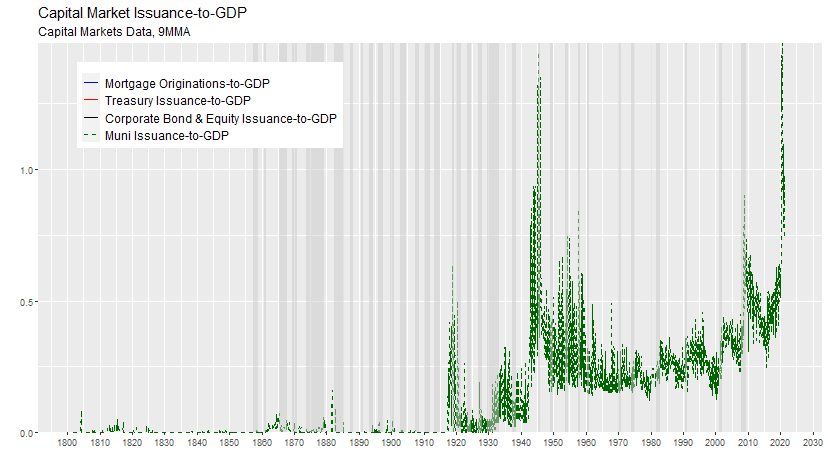 Capital Market Issuance-to-GDP
Capital Markets Data, 9MMA
Mortgage Originations-to-GDP
Treasury Issuance-to-GDP
Corporate Bond & Equity Issuance-to-GDP
Muni Issuance-to-GDP
1.0
0.5
0.0
1800 1810 1820 1830 1840 1850 1860 1870 1880 1890 1900 1910 1920 1930 1940 1950 1960 1970 1980 1990 2000 2010 2020 2030